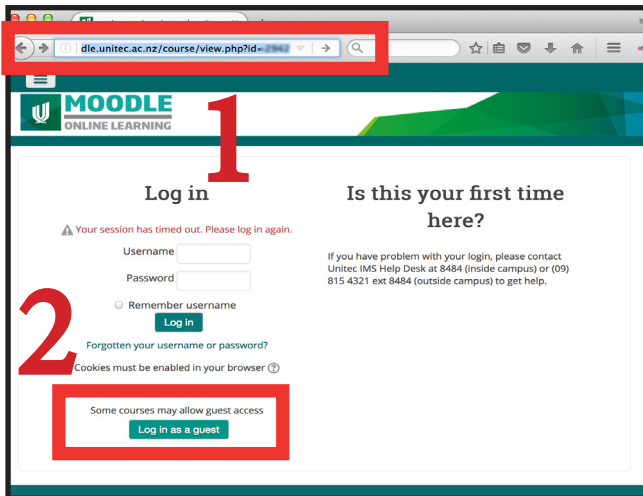 dle.unitec.ac.nz/course/view.php?id=
1
MOODLE
ONLINE LEARNING
Log in
Your session has timed out. Please log in again.
Username
Password
Remember username
Log in
Forgotten your username or password?
Cookies must be enabled in your browser ?
2
Some courses may allow guest access
Log in as a guest
Is this your first time
here?
If you have problem with your login, please contact
Unitec IMS Help Desk at 8484 (inside campus) or (09)
815 4321 ext 8484 (outside campus) to get help.